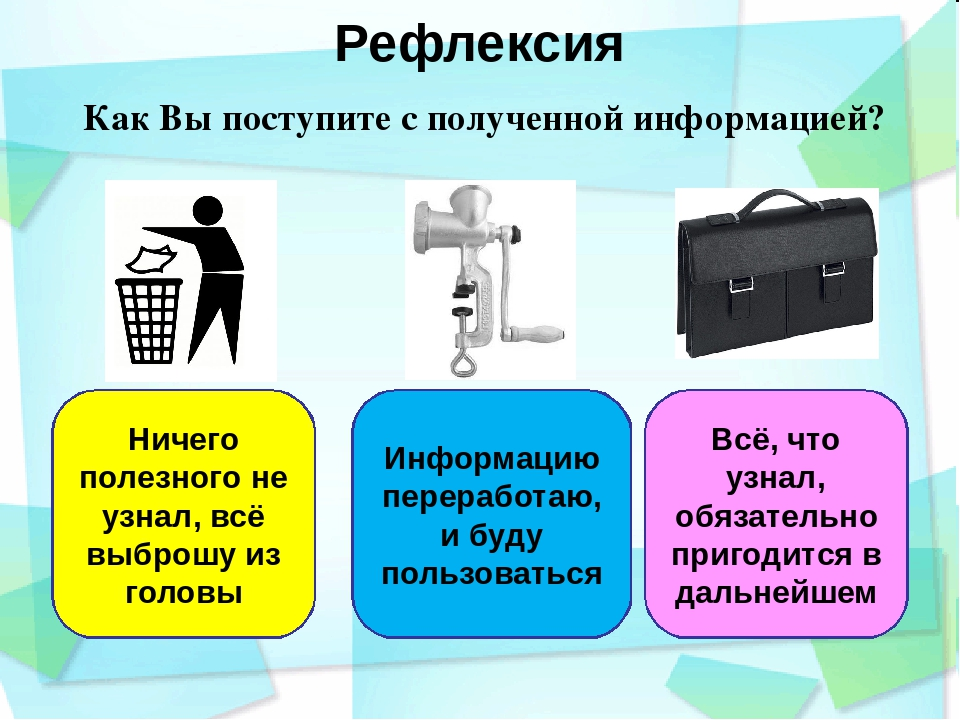 Рефлексия
Как Вы поступите с полученной информацией?
Ничего
полезного не
узнал, всё
выброшу из
головы
Информацию
переработаю,
и буду
пользоваться
Всё, что
узнал,
обязательно
пригодится в
дальнейшем